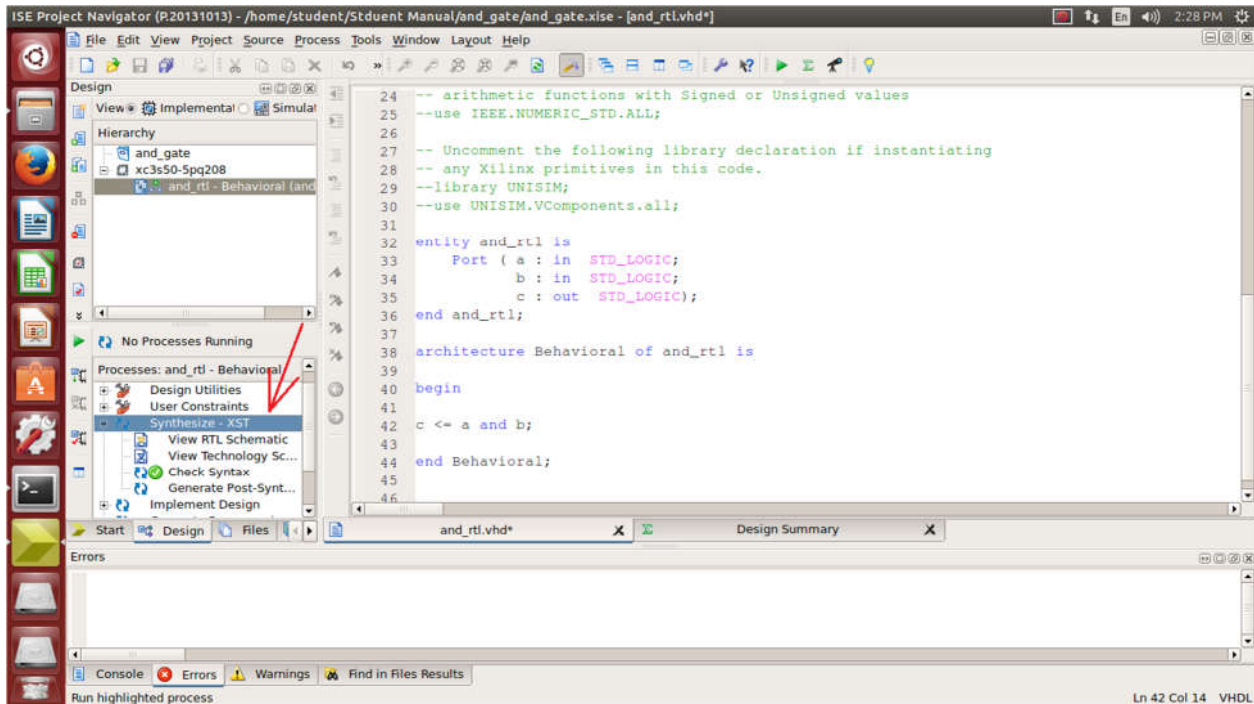 ISE Project Navigator (P.20131013) - /home/student/Stduent Manual/and_gate/and_gate.xise - [and_rtl.vhd*]
En
2:28 PM
File Edit View Project Source Process Tools Window Layout Help
Design
View Implementat Simulat
Hierarchy
and_gate
xc3s50-5pq208
and_rtl - Behavioral (and
No Processes Running
Processes: and_rtl - Behavioral
Design Utilities
User Constraints
Synthesize - XST
View RTL Schematic
View Technology Sc...
Check Syntax
Generate Post-Synt...
Implement Design
Start Design Files
24 -- arithmetic functions with Signed or Unsigned values
25 --use IEEE.NUMERIC_STD.ALL;
26
27 -- Uncomment the following library declaration if instantiating
28 -- any Xilinx primitives in this code.
29 --library UNISIM;
30 --use UNISIM.VComponents.all;
31
32 entity and_rtl is
33 Port ( a : in STD_LOGIC;
34 b : in STD_LOGIC;
35 c : out STD_LOGIC);
36 end and_rtl;
37
38 architecture Behavioral of and_rtl is
39
40 begin
41
42 c <= a and b;
43
44 end Behavioral;
45
46
and_rtl.vhd* Design Summary
Errors
Console Errors Warnings Find in Files Results
Run highlighted process
Ln 42 Col 14 VHDL